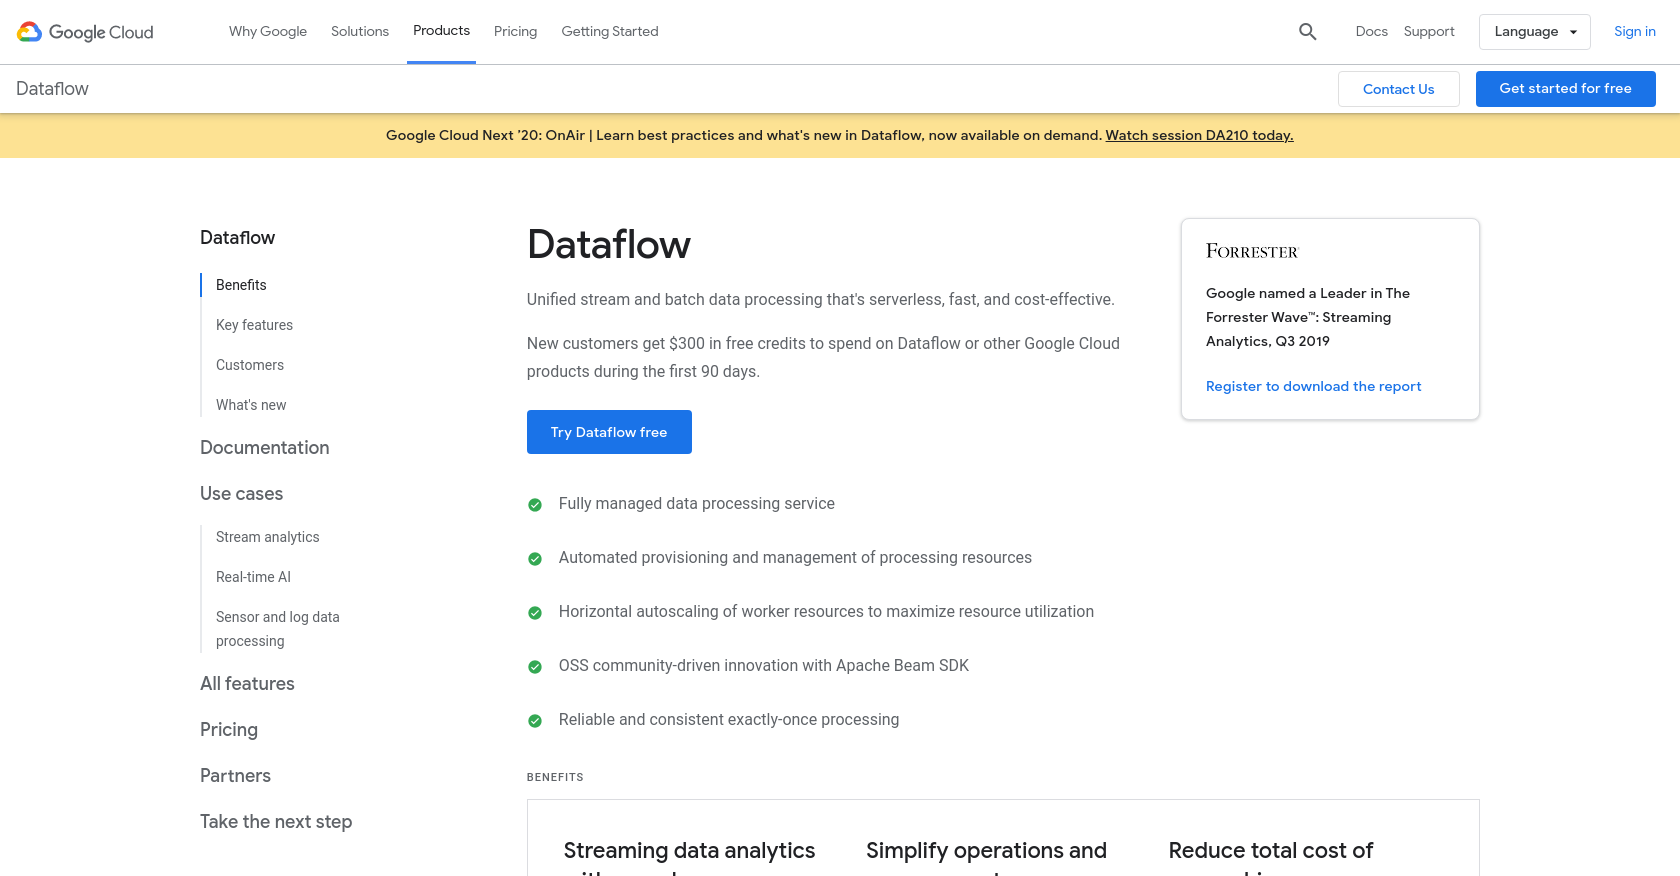 Google Cloud
Why Google
Solutions
Products
Pricing
Getting Started
Docs
Support
Language
Sign in
Dataflow
Contact Us
Get started for free
Google Cloud Next '20: OnAir | Learn best practices and what's new in Dataflow, now available on demand. Watch session DA210 today.
Dataflow
Benefits
Key features
Customers
What's new
Documentation
Use cases
Stream analytics
Real-time AI
Sensor and log data
processing
All features
Pricing
Partners
Take the next step
Dataflow
Unified stream and batch data processing that's serverless, fast, and cost-effective.
New customers get $300 in free credits to spend on Dataflow or other Google Cloud
products during the first 90 days.
Try Dataflow free
Fully managed data processing service
Automated provisioning and management of processing resources
Horizontal autoscaling of worker resources to maximize resource utilization
OSS community-driven innovation with Apache Beam SDK
Reliable and consistent exactly-once processing
FORRESTER®
Google named a Leader in The
Forrester Wave™: Streaming
Analytics, Q3 2019
Register to download the report
BENEFITS
Streaming data analytics
Simplify operations and
Reduce total cost of